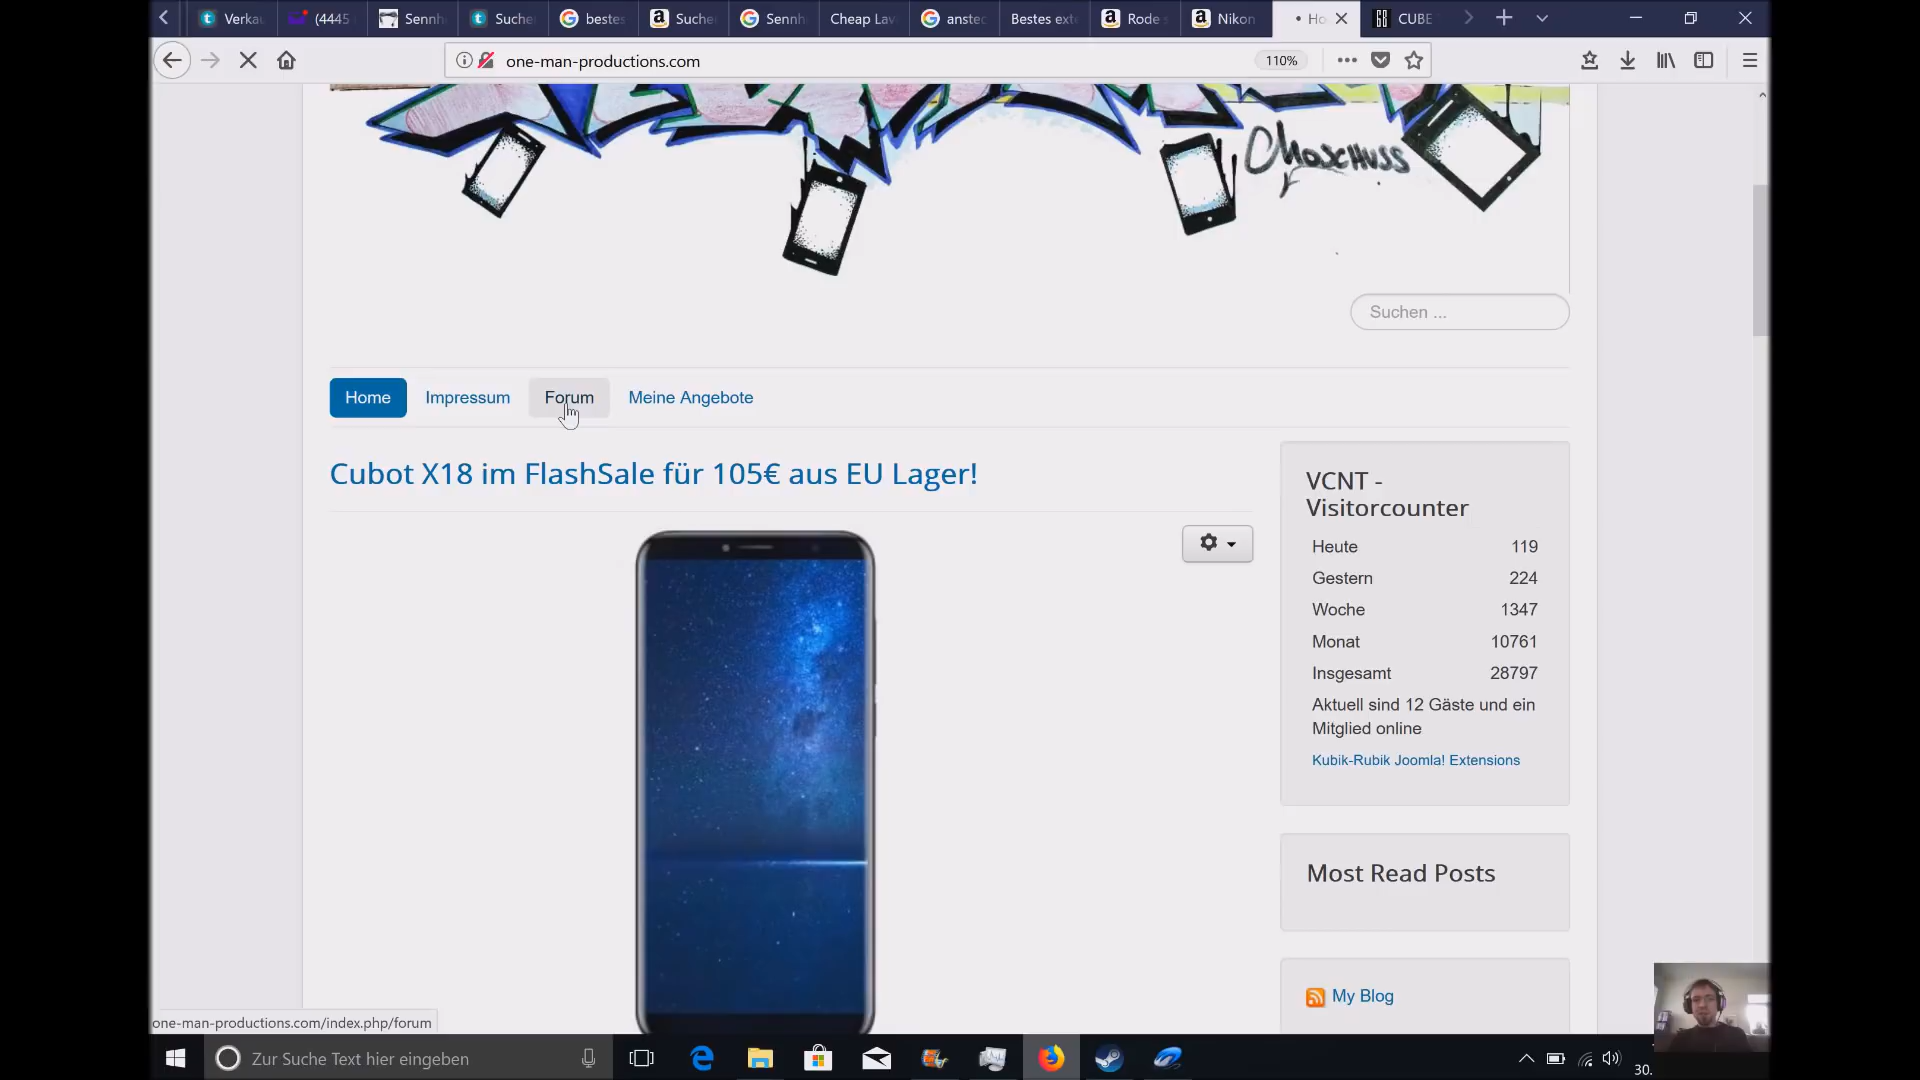 Verkau
(4445
Sennh
Suche
bestes
Suche
Sennh
Cheap Lav
anstec
Bestes exte
Rode s
Nikon
Ho
CUBE
one-man-productions.com
110%
Moschuss
Suchen ...
Home
Impressum
Forum
Meine Angebote
Cubot X18 im FlashSale für 105€ aus EU Lager!
VCNT -
Visitorcounter
Heute 119
Gestern 224
Woche 1347
Monat 10761
Insgesamt 28797
Aktuell sind 12 Gäste und ein
Mitglied online
Kubik-Rubik Joomla! Extensions
Most Read Posts
My Blog
one-man-productions.com/index.php/forum
Zur Suche Text hier eingeben
30.